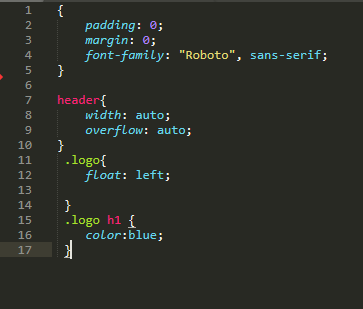 1 {
2     padding: 0;
3     margin: 0;
4     font-family: "Roboto", sans-serif;
5 }
6
7 header{
8     width: auto;
9     overflow: auto;
10 }
11  .logo{
12     float: left;
13
14  }
15  .logo h1 {
16     color:blue;
17  }